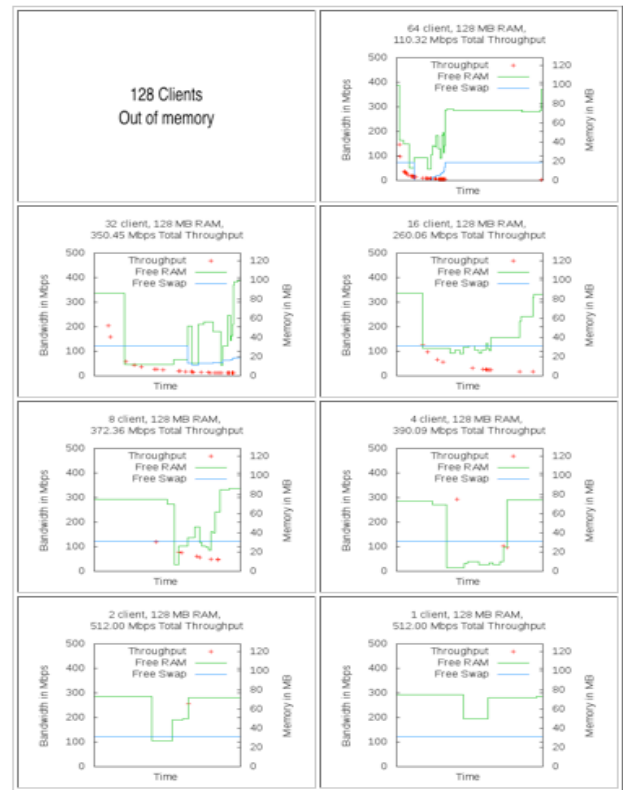 128 Clients
Out of memory
64 client, 128 MB RAM,
110.32 Mbps Total Throughput
500
400
300
200
100
0
Bandwidth in Mbps
Throughput
Free RAM
Free Swap
120
100
80
60
40
20
0
Memory in MB
Time
32 client, 128 MB RAM,
350.45 Mbps Total Throughput
500
400
300
200
100
0
Bandwidth in Mbps
Throughput
Free RAM
Free Swap
120
100
80
60
40
20
0
Memory in MB
Time
16 client, 128 MB RAM,
260.06 Mbps Total Throughput
500
400
300
200
100
0
Bandwidth in Mbps
Throughput
Free RAM
Free Swap
120
100
80
60
40
20
0
Memory in MB
Time
8 client, 128 MB RAM,
372.36 Mbps Total Throughput
500
400
300
200
100
0
Bandwidth in Mbps
Throughput
Free RAM
Free Swap
120
100
80
60
40
20
0
Memory in MB
Time
4 client, 128 MB RAM,
390.09 Mbps Total Throughput
500
400
300
200
100
0
Bandwidth in Mbps
Throughput
Free RAM
Free Swap
120
100
80
60
40
20
0
Memory in MB
Time
2 client, 128 MB RAM,
512.00 Mbps Total Throughput
500
400
300
200
100
0
Bandwidth in Mbps
Throughput
Free RAM
Free Swap
120
100
80
60
40
20
0
Memory in MB
Time
1 client, 128 MB RAM,
512.00 Mbps Total Throughput
500
400
300
200
100
0
Bandwidth in Mbps
Throughput
Free RAM
Free Swap
120
100
80
60
40
20
0
Memory in MB
Time